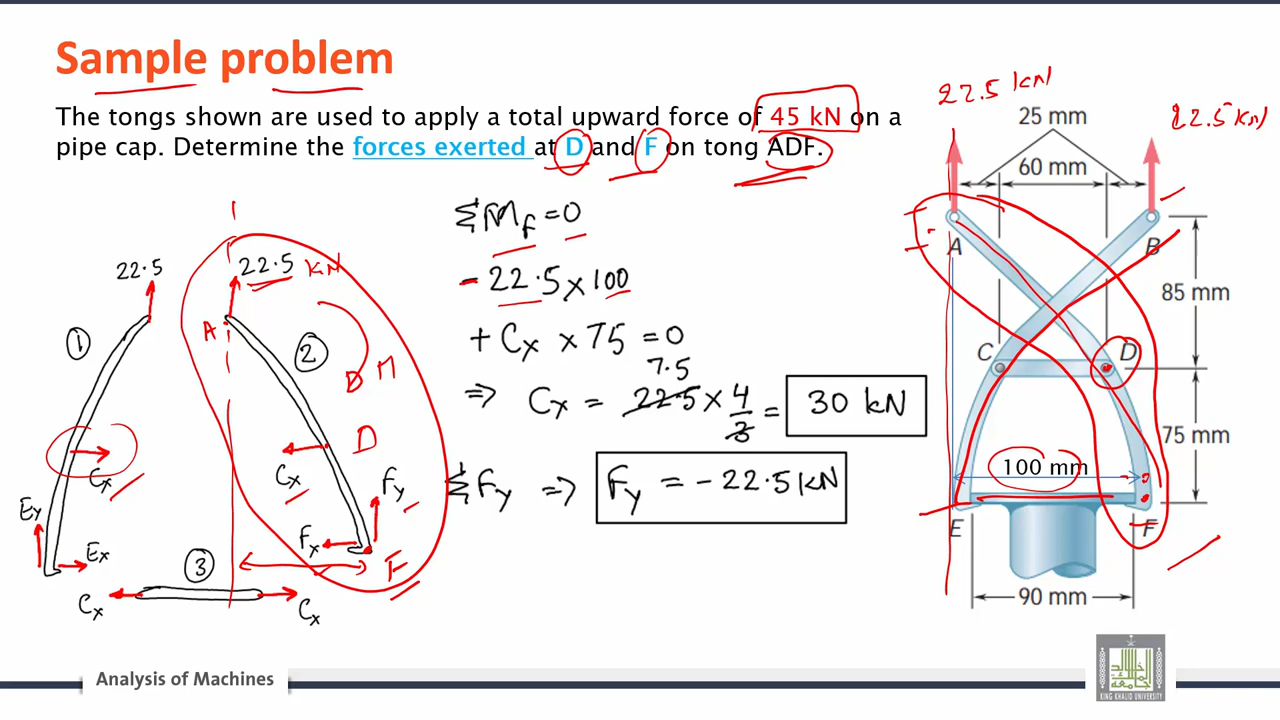 Sample problem
The tongs shown are used to apply a total upward force of 45 kN on a
pipe cap. Determine the forces exerted at D and F on tong ADF.
22.5
22.5 kN
A
①
②
D
M
D
Cx
Cx
Fy
Fx
F
Ey
Ex
③
Cx
Cx
ΣMF = 0
- 22.5 × 100
+ Cx × 75 = 0
7.5
⇒ Cx = 22.5 × 4/3 = 30 kN
ΣFy ⇒ Fy = - 22.5 kN
22.5 kN
22.5 kN
25 mm
60 mm
A
B
85 mm
C
D
75 mm
100 mm
E
F
90 mm
Analysis of Machines
KING KHALID UNIVERSITY